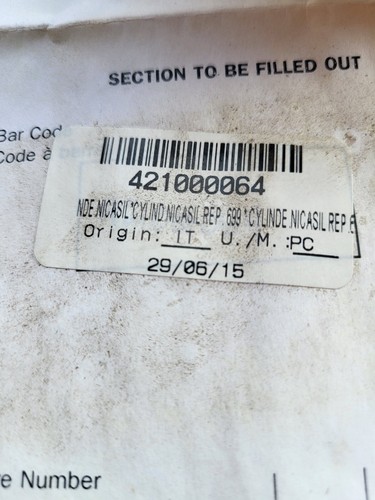 SECTION TO BE FILLED OUT
Bar Cod
Code à
421000064
NDE.NICASIL*CYLIND.NICASIL REP. 699 * CYLINDE.NICASIL REP.6
Origin: IT U./M.:PC
29/06/15
e Number